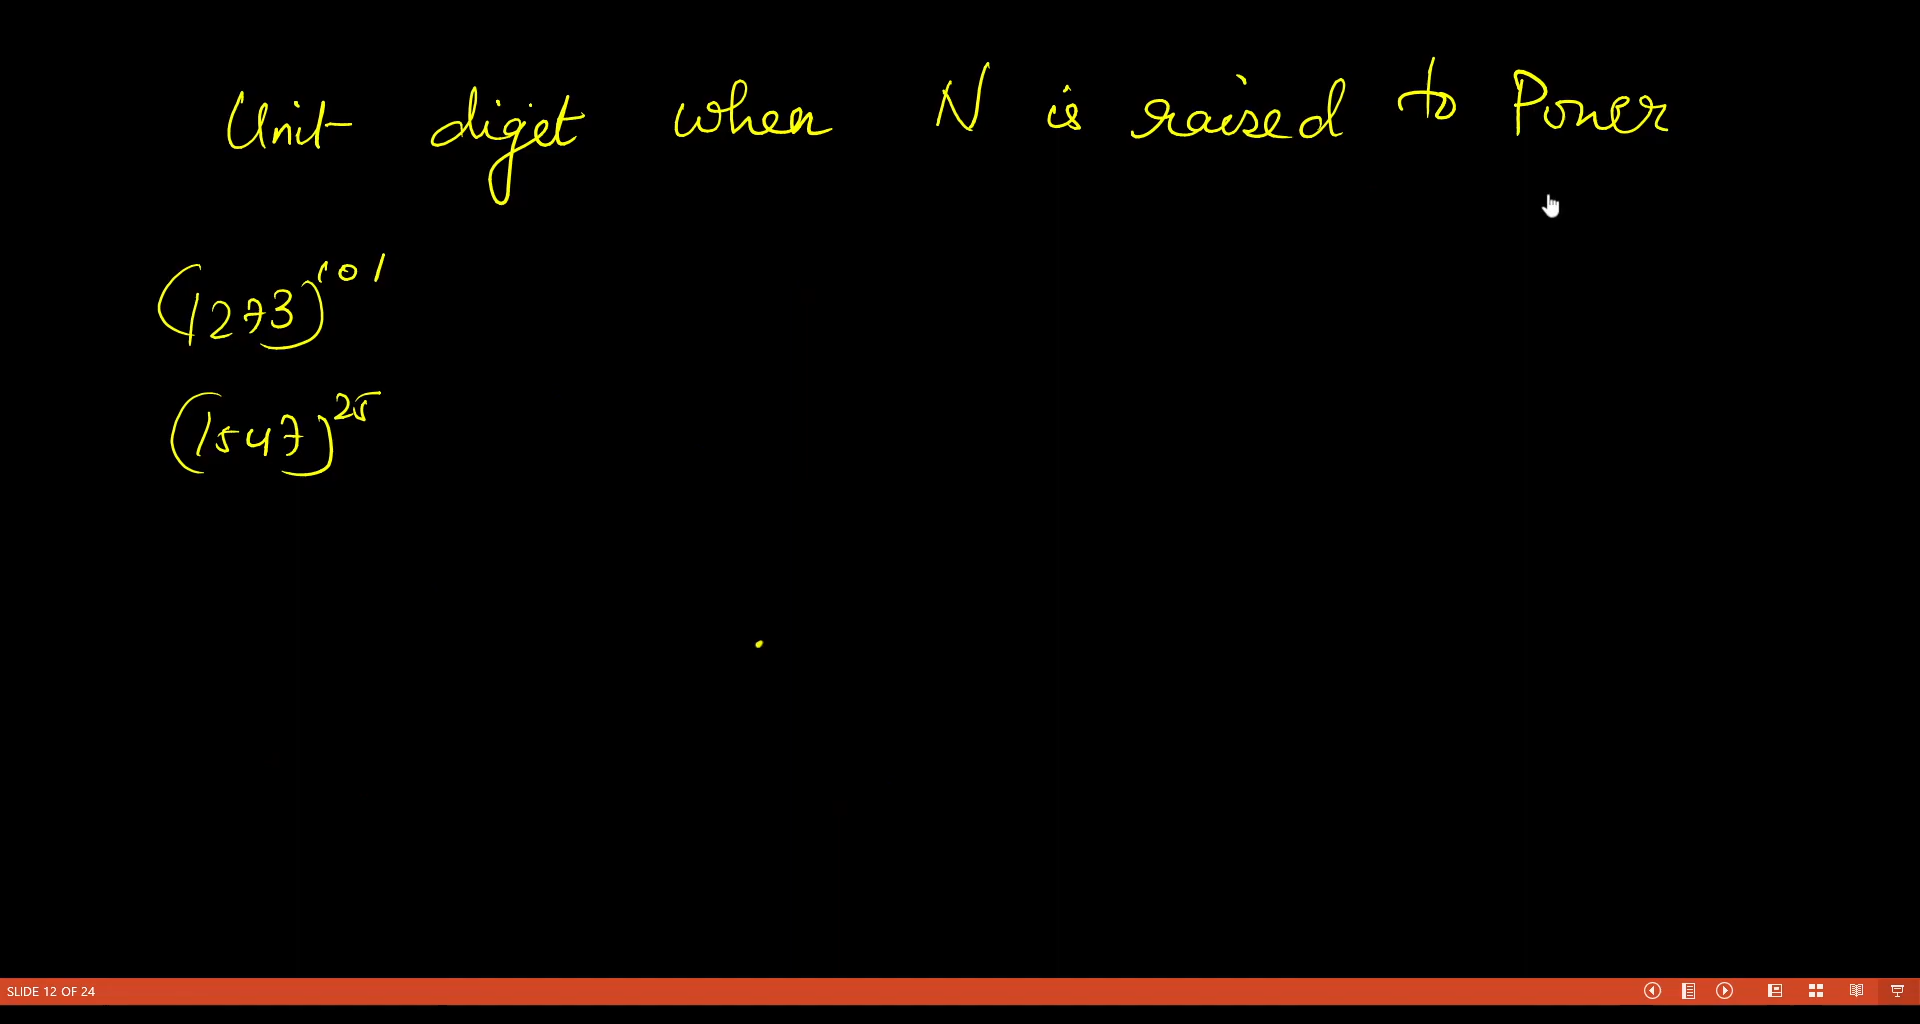 Unit digit when N is raised to Power
(1273)^101
(1547)^25
SLIDE 12 OF 24